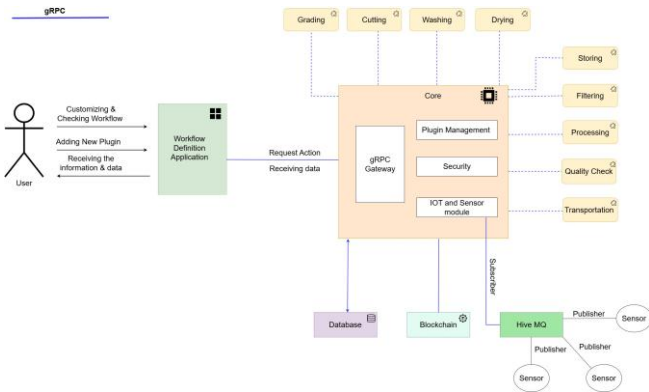 gRPC
Grading
Cutting
Washing
Drying
Storing
Filtering
Processing
Quality Check
Transportation
Core
Plugin Management
gRPC
Gateway
Security
IOT and Sensor
module
Customizing &
Checking Workflow
Adding New Plugin
Receiving the
information & data
User
Workflow
Definition
Application
Request Action
Receiving data
Subscriber
Database
Blockchain
Hive MQ
Publisher
Sensor
Publisher
Publisher
Sensor
Sensor